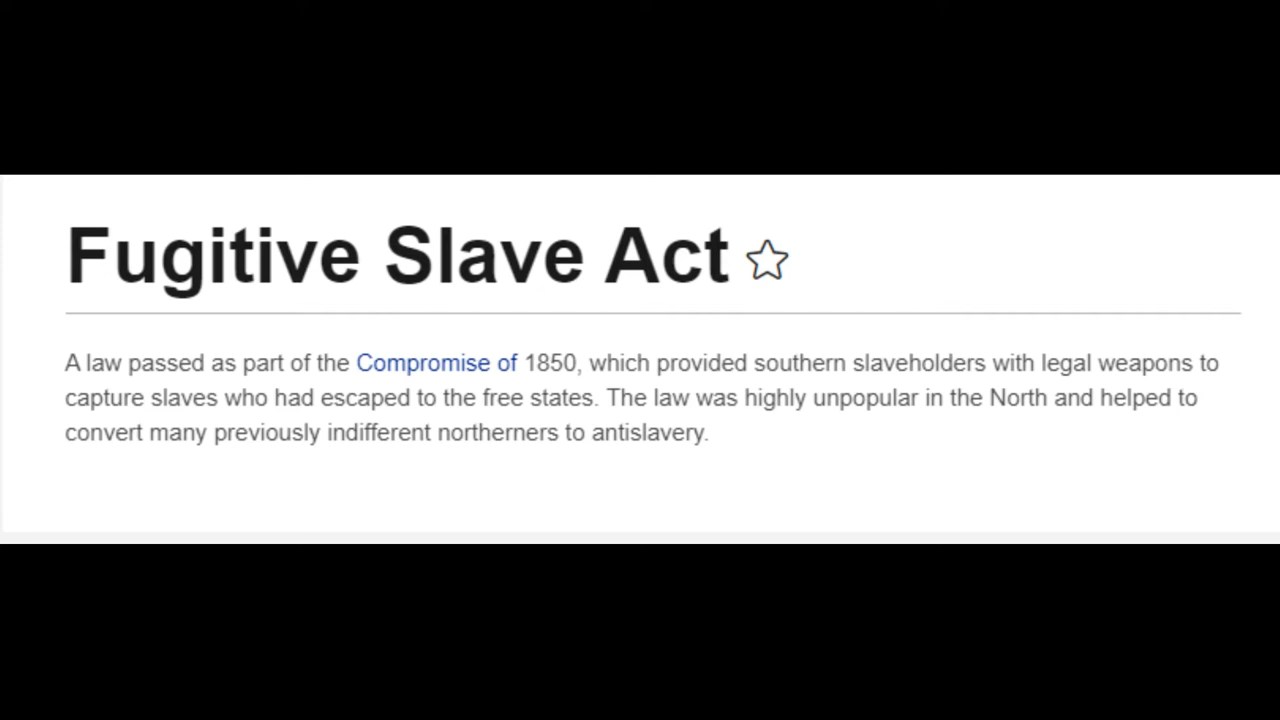 Fugitive Slave Act
A law passed as part of the Compromise of 1850, which provided southern slaveholders with legal weapons to
capture slaves who had escaped to the free states. The law was highly unpopular in the North and helped to
convert many previously indifferent northerners to antislavery.